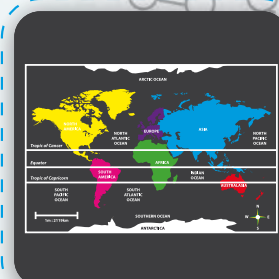 ARCTIC OCEAN
NORTH
AMERICA
NORTH
ATLANTIC
OCEAN
EUROPE
ASIA
NORTH
PACIFIC
OCEAN
Tropic of Cancer
Equator
AFRICA
SOUTH
AMERICA
INDIAN
OCEAN
Tropic of Capricorn
AUSTRALASIA
SOUTH
PACIFIC
OCEAN
SOUTH
ATLANTIC
OCEAN
N
W
E
S
SOUTHERN OCEAN
ANTARCTICA